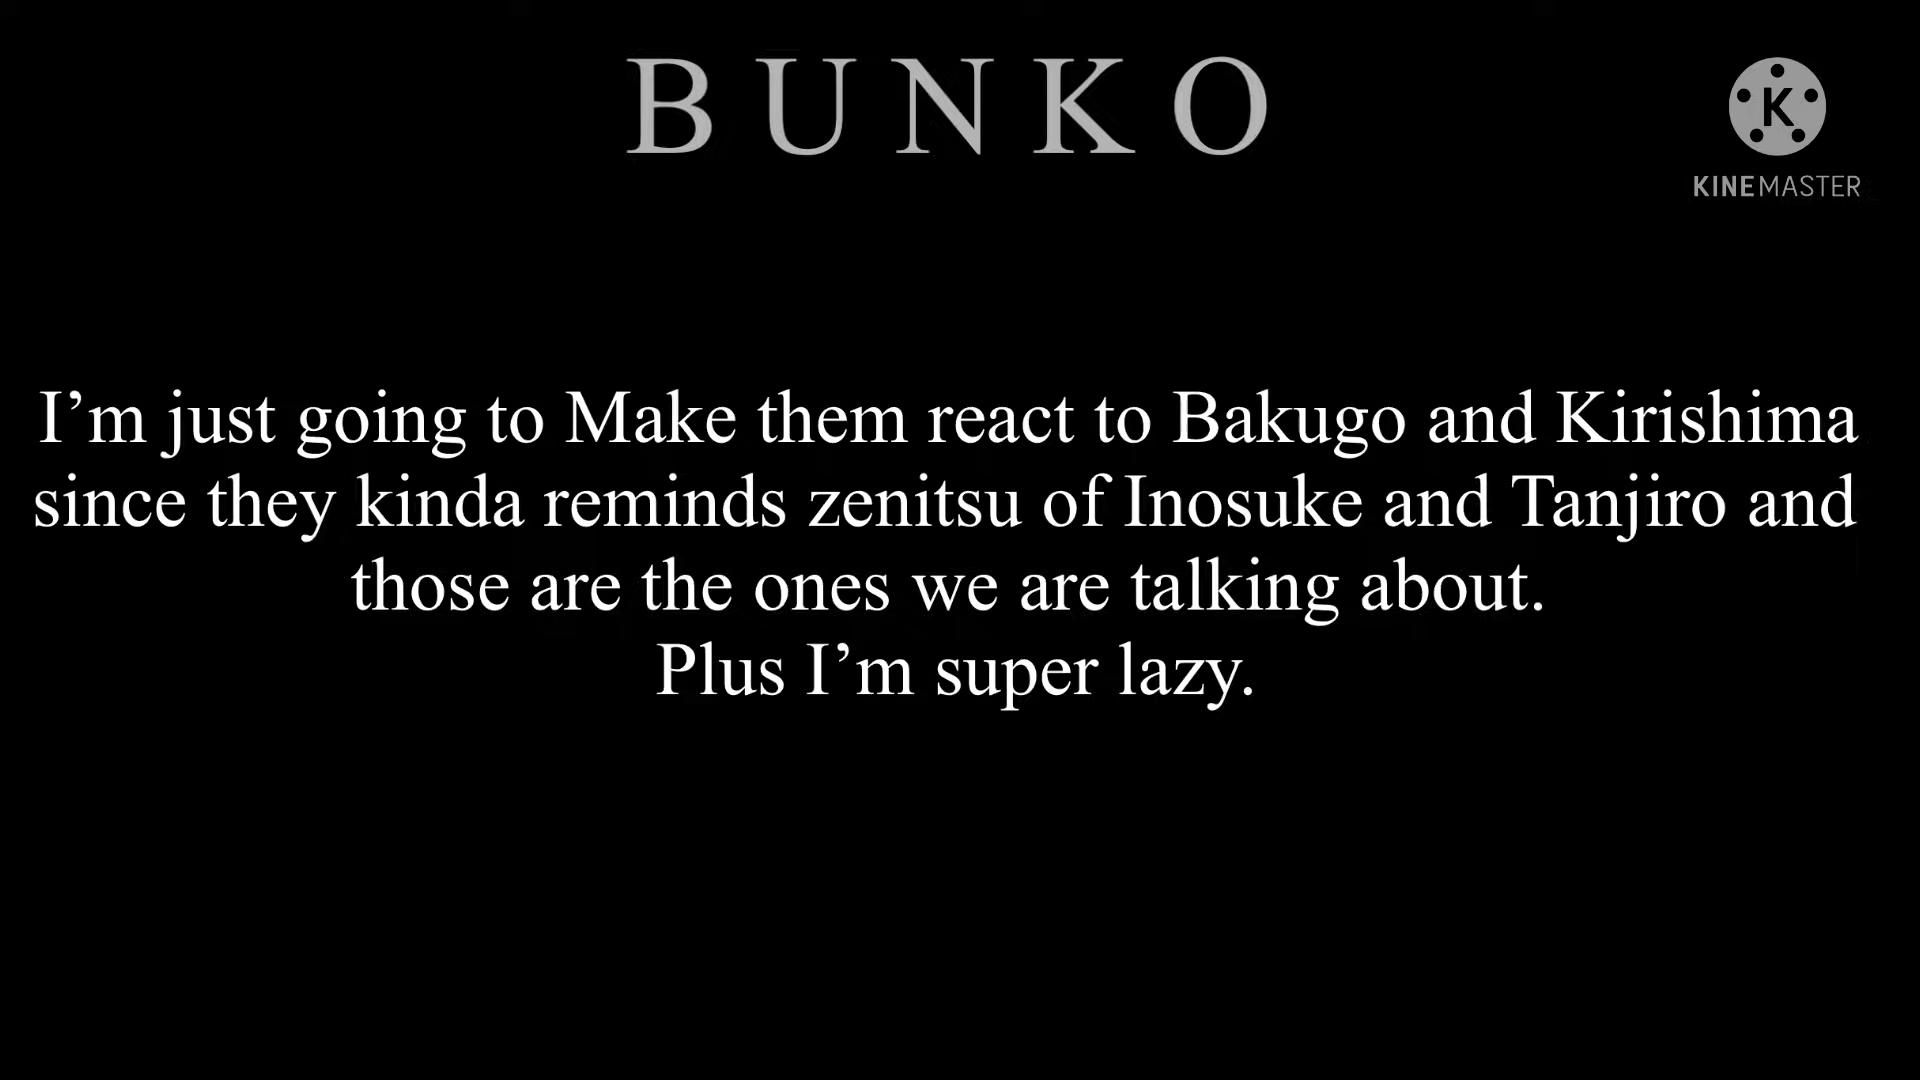 B U N K O
K
KINEMASTER
I’m just going to Make them react to Bakugo and Kirishima
since they kinda reminds zenitsu of Inosuke and Tanjiro and
those are the ones we are talking about.
Plus I’m super lazy.